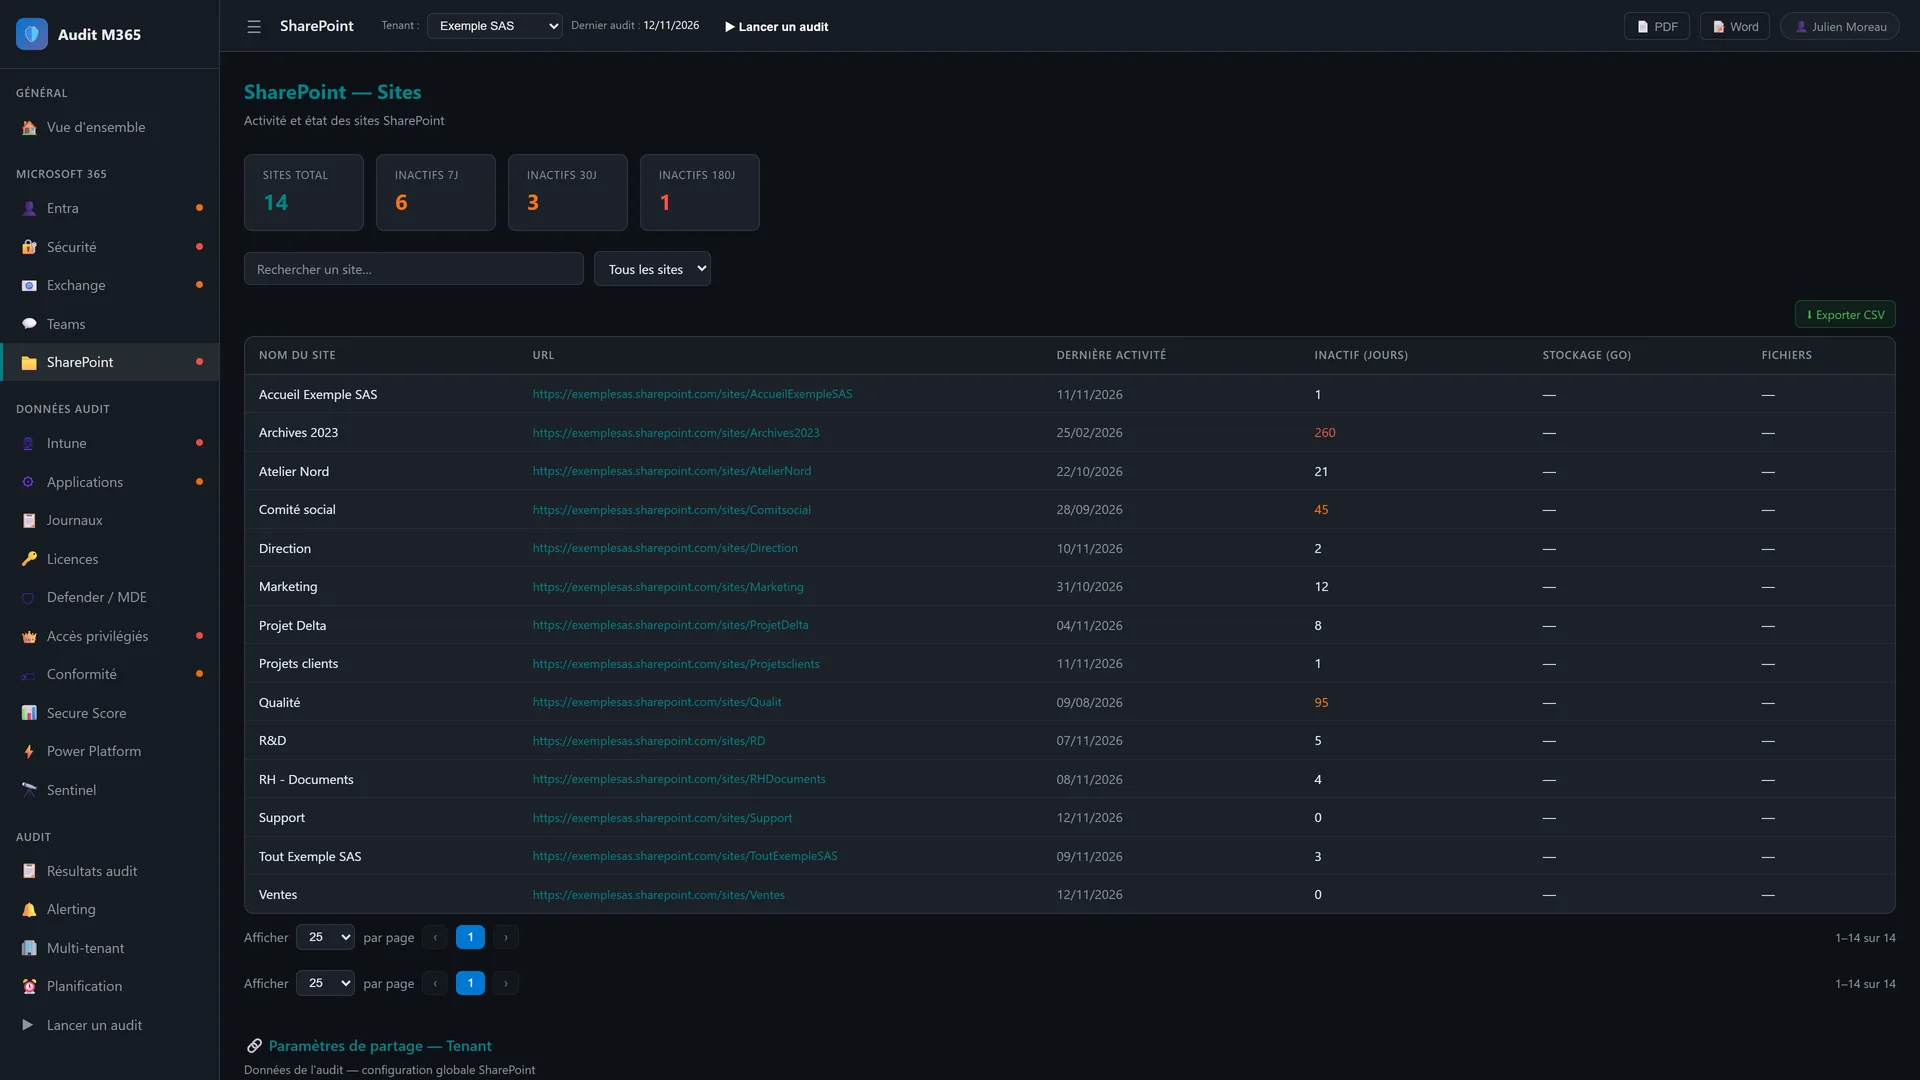 Audit M365
☰ SharePoint Tenant : Exemple SAS Dernier audit : 12/11/2026 ▶ Lancer un audit PDF Word Julien Moreau
GÉNÉRAL
Vue d'ensemble
MICROSOFT 365
Entra
Sécurité
Exchange
Teams
SharePoint
DONNÉES AUDIT
Intune
Applications
Journaux
Licences
Defender / MDE
Accès privilégiés
Conformité
Secure Score
Power Platform
Sentinel
AUDIT
Résultats audit
Alerting
Multi-tenant
Planification
Lancer un audit
SharePoint — Sites
Activité et état des sites SharePoint
SITES TOTAL
14
INACTIFS 7J
6
INACTIFS 30J
3
INACTIFS 180J
1
Rechercher un site... Tous les sites
⬇ Exporter CSV
NOM DU SITE URL DERNIÈRE ACTIVITÉ INACTIF (JOURS) STOCKAGE (GO) FICHIERS
Accueil Exemple SAS https://exemplesas.sharepoint.com/sites/AccueilExempleSAS 11/11/2026 1 — —
Archives 2023 https://exemplesas.sharepoint.com/sites/Archives2023 25/02/2026 260 — —
Atelier Nord https://exemplesas.sharepoint.com/sites/AtelierNord 22/10/2026 21 — —
Comité social https://exemplesas.sharepoint.com/sites/Comitsocial 28/09/2026 45 — —
Direction https://exemplesas.sharepoint.com/sites/Direction 10/11/2026 2 — —
Marketing https://exemplesas.sharepoint.com/sites/Marketing 31/10/2026 12 — —
Projet Delta https://exemplesas.sharepoint.com/sites/ProjetDelta 04/11/2026 8 — —
Projets clients https://exemplesas.sharepoint.com/sites/Projetsclients 11/11/2026 1 — —
Qualité https://exemplesas.sharepoint.com/sites/Qualit 09/08/2026 95 — —
R&D https://exemplesas.sharepoint.com/sites/RD 07/11/2026 5 — —
RH - Documents https://exemplesas.sharepoint.com/sites/RHDocuments 08/11/2026 4 — —
Support https://exemplesas.sharepoint.com/sites/Support 12/11/2026 0 — —
Tout Exemple SAS https://exemplesas.sharepoint.com/sites/ToutExempleSAS 09/11/2026 3 — —
Ventes https://exemplesas.sharepoint.com/sites/Ventes 12/11/2026 0 — —
Afficher 25 par page ‹ 1 › 1–14 sur 14
Afficher 25 par page ‹ 1 › 1–14 sur 14
Paramètres de partage — Tenant
Données de l'audit — configuration globale SharePoint